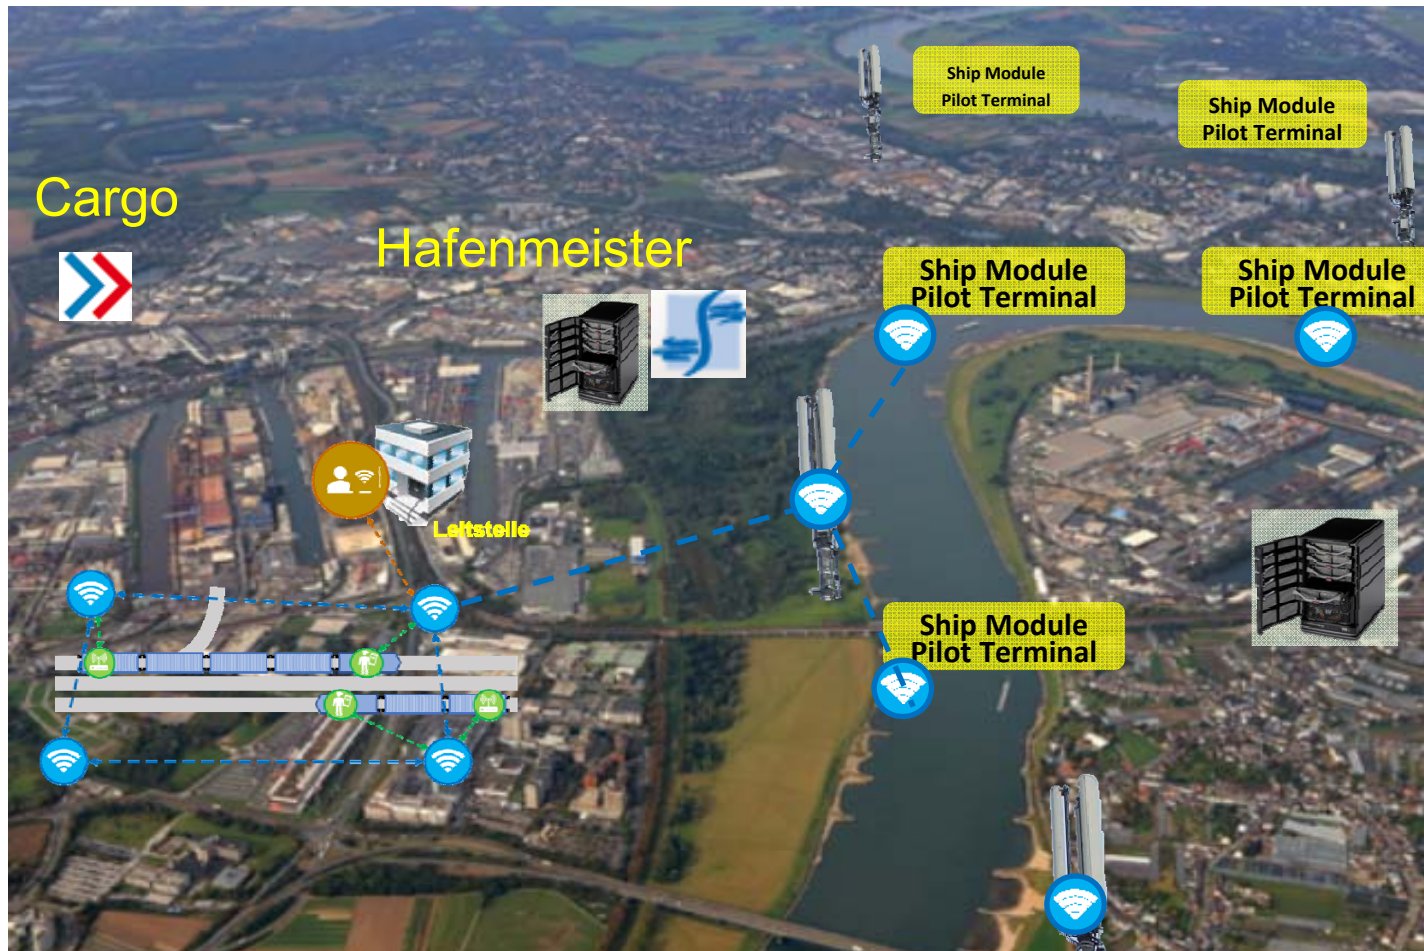 Ship Module
Pilot Terminal
Ship Module
Pilot Terminal
Cargo
Hafenmeister
Ship Module
Pilot Terminal
Ship Module
Pilot Terminal
Leitstelle
Ship Module
Pilot Terminal